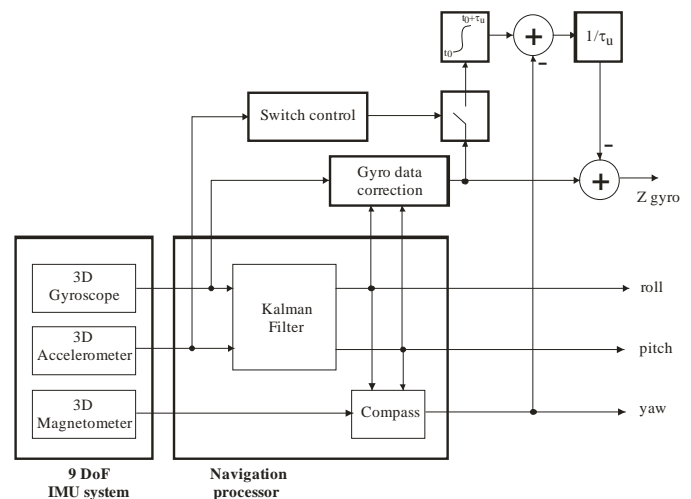 t0+τu
t0
+
-
1/τu
Switch control
-
Gyro data
correction
+
Z gyro
3D
Gyroscope
Kalman
Filter
roll
3D
Accelerometer
pitch
3D
Magnetometer
Compass
yaw
9 DoF
IMU system
Navigation
processor